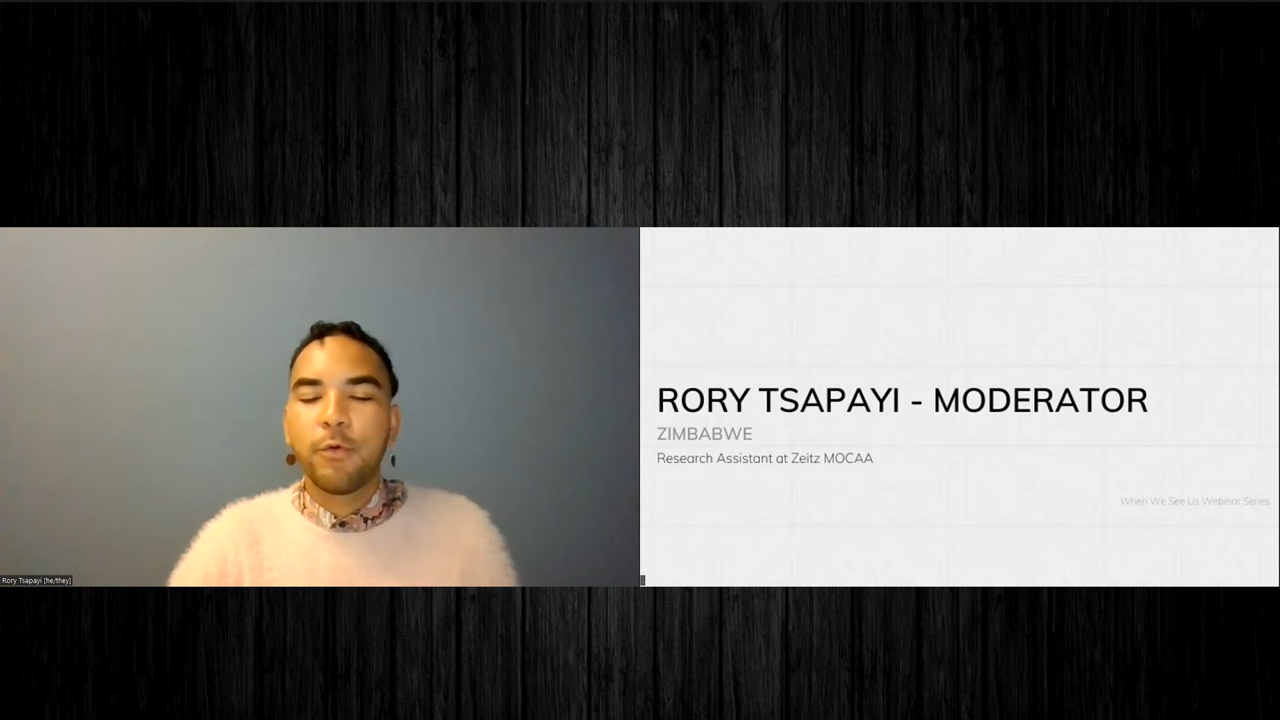 RORY TSAPAYI - MODERATOR
ZIMBABWE
Research Assistant at Zeitz MOCAA
When We See Us Webinar Series
Rory Tsapayi [he/they]